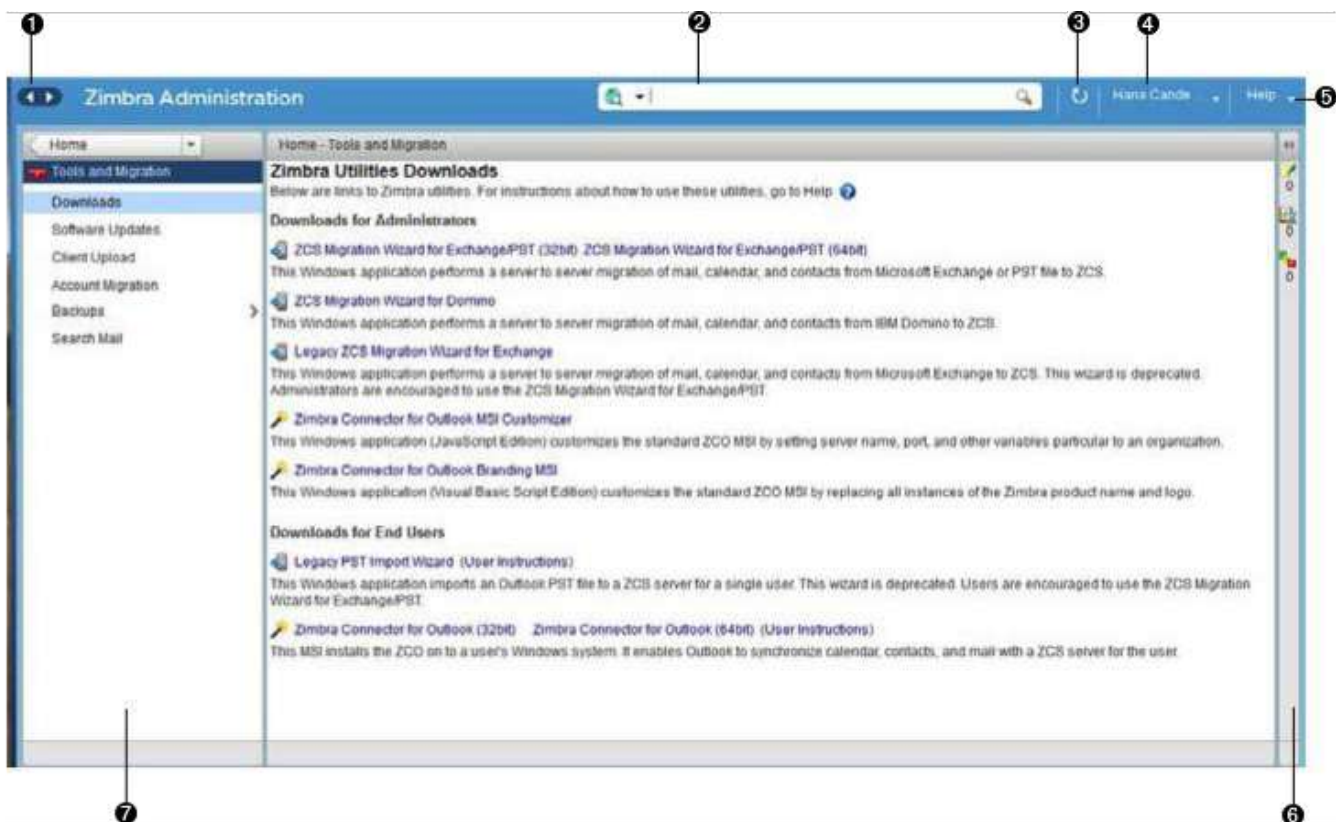 1 2 3 4
Zimbra Administration
Hana Cande Help 5
Home
Home - Tools and Migration
Tools and Migration
Downloads
Software Updates
Client Upload
Account Migration
Backups
Search Mail
Zimbra Utilities Downloads
Below are links to Zimbra utilities. For instructions about how to use these utilities, go to Help
Downloads for Administrators
ZCS Migration Wizard for Exchange/PST (32bit) ZCS Migration Wizard for Exchange/PST (64bit)
This Windows application performs a server to server migration of mail, calendar, and contacts from Microsoft Exchange or PST file to ZCS.
ZCS Migration Wizard for Domino
This Windows application performs a server to server migration of mail, calendar, and contacts from IBM Domino to ZCS.
Legacy ZCS Migration Wizard for Exchange
This Windows application performs a server to server migration of mail, calendar, and contacts from Microsoft Exchange to ZCS. This wizard is deprecated.
Administrators are encouraged to use the ZCS Migration Wizard for Exchange/PST.
Zimbra Connector for Outlook MSI Customizer
This Windows application (JavaScript Edition) customizes the standard ZCO MSI by setting server name, port, and other variables particular to an organization.
Zimbra Connector for Outlook Branding MSI
This Windows application (Visual Basic Script Edition) customizes the standard ZCO MSI by replacing all instances of the Zimbra product name and logo.
Downloads for End Users
Legacy PST Import Wizard (User Instructions)
This Windows application imports an Outlook PST file to a ZCS server for a single user. This wizard is deprecated. Users are encouraged to use the ZCS Migration
Wizard for Exchange/PST.
Zimbra Connector for Outlook (32bit) Zimbra Connector for Outlook (64bit) (User Instructions)
This MSI installs the ZCO on to a user's Windows system. It enables Outlook to synchronize calendar, contacts, and mail with a ZCS server for the user.
0
0
0
7 6